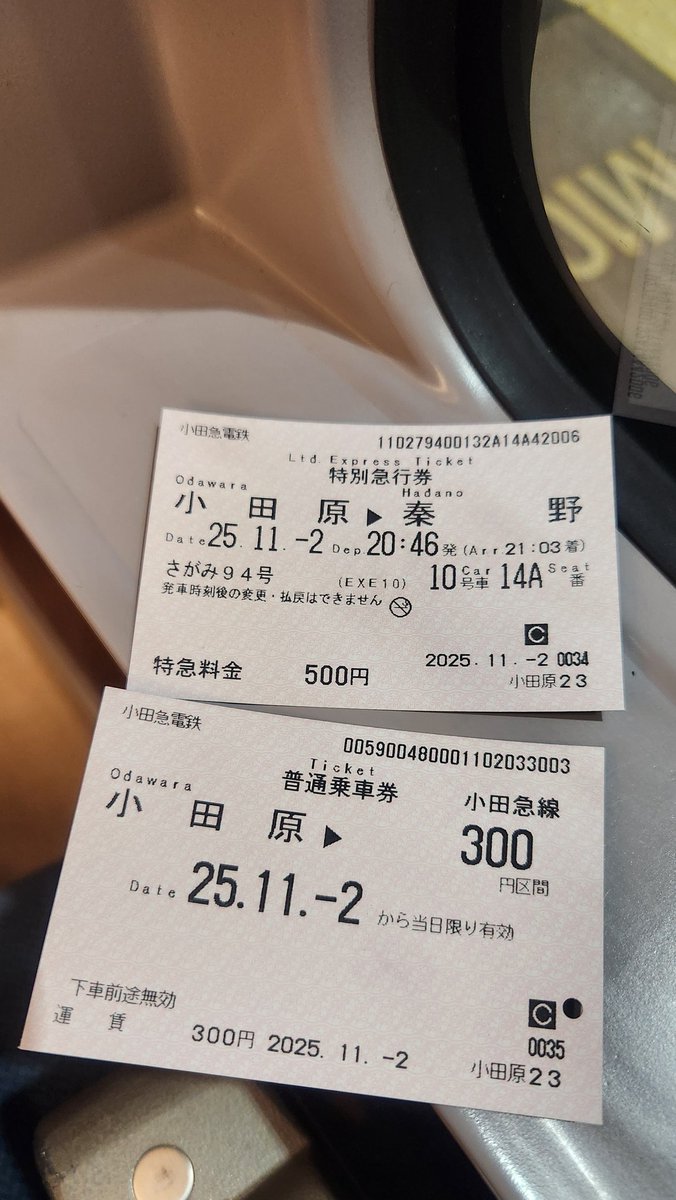 小田急電鉄
110279400132A14A42006
Ltd. Express Ticket
特別急行券
Odawara Hadano
小田原▶秦野
Date 25.11.-2 Dep 20:46発(Arr.21:03着)
さがみ94号 (EXE10) 10 Car 号車 14A Seat 番
発車時刻後の変更・払戻はできません
C
特急料金 500円 2025.11.-2 0034
小田原23
小田急電鉄
005900480001102033003
Ticket
普通乗車券
Odawara 小田急線
小田原▶ 300
円区間
Date 25.11.-2 から当日限り有効
下車前途無効
C
運賃 300円 2025.11.-2 0035
小田原23